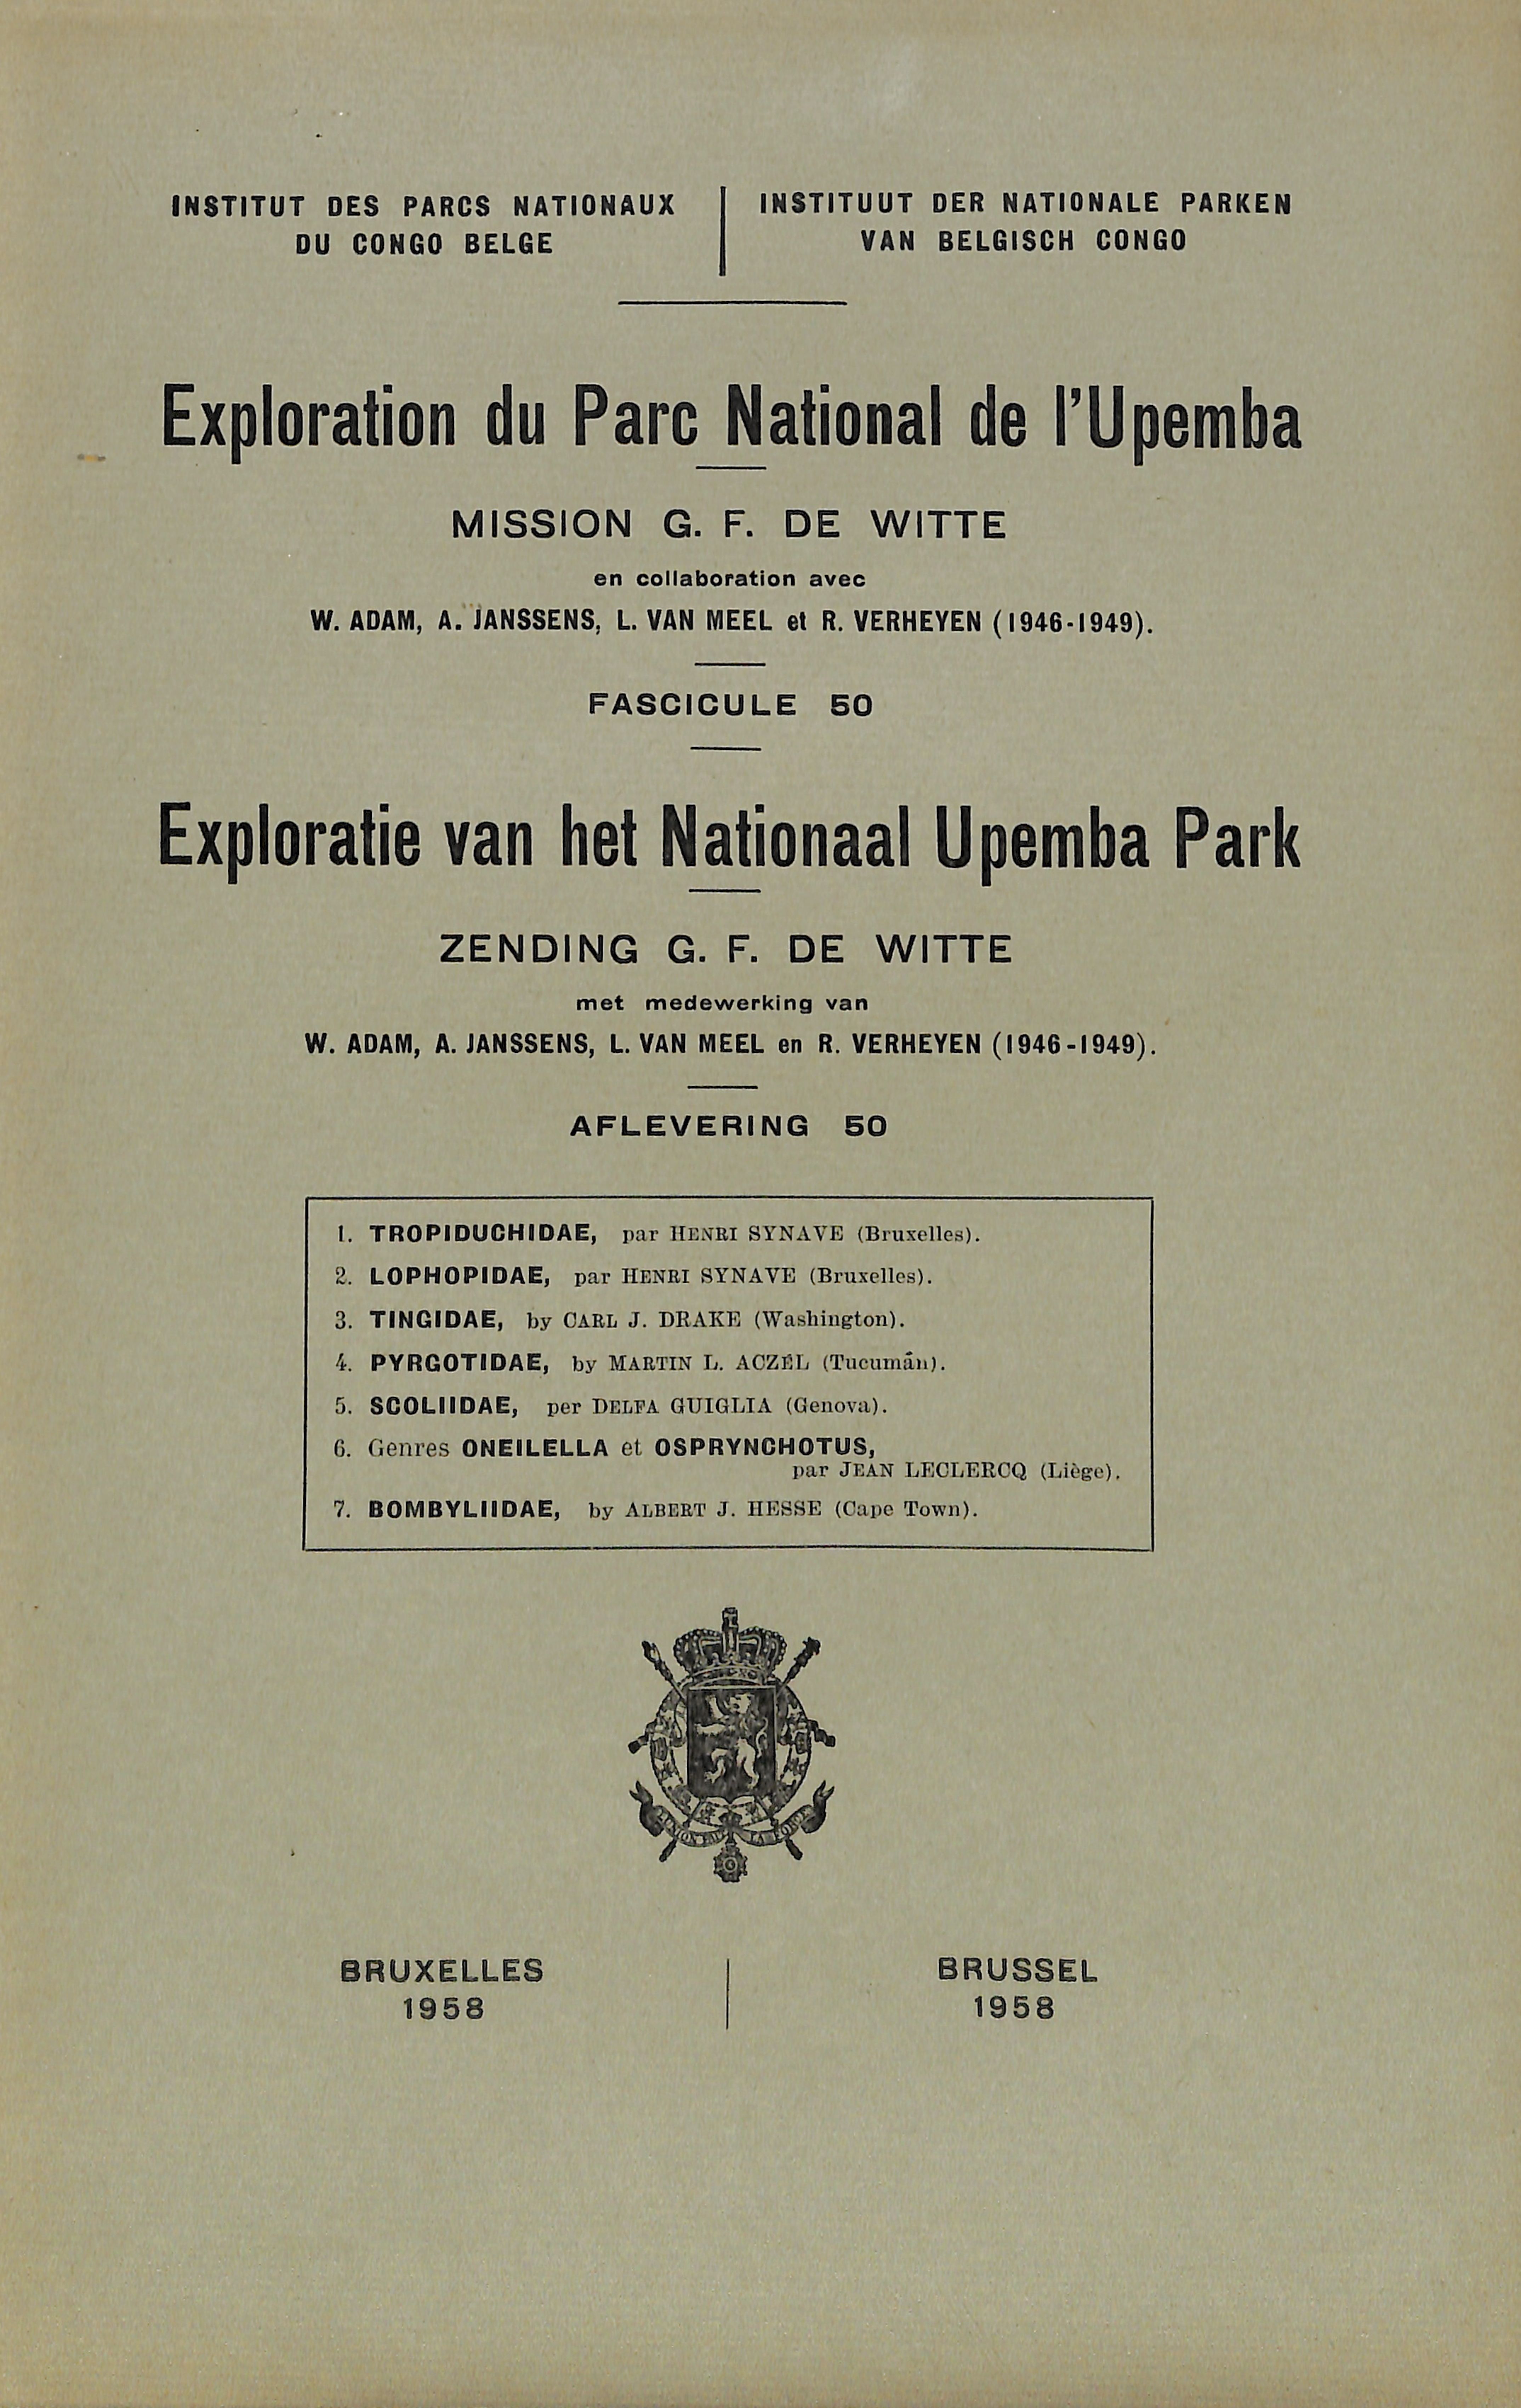 INSTITUT DES PARCS NATIONAUX
DU CONGO BELGE
INSTITUUT DER NATIONALE PARKEN
VAN BELGISCH CONGO
Exploration du Parc National de l'Upemba
MISSION G. F. DE WITTE
en collaboration avec
W. ADAM, A. JANSSENS, L. VAN MEEL et R. VERHEYEN (1946-1949).
FASCICULE 50
Exploratie van het Nationaal Upemba Park
ZENDING G. F. DE WITTE
met medewerking van
W. ADAM, A. JANSSENS, L. VAN MEEL en R. VERHEYEN (1946-1949).
AFLEVERING 50
1. TROPIDUCHIDAE, par HENRI SYNAVE (Bruxelles).
2. LOPHOPIDAE, par HENRI SYNAVE (Bruxelles).
3. TINGIDAE, by CARL J. DRAKE (Washington).
4. PYRGOTIDAE, by MARTIN L. ACZÉL (Tucumán).
5. SCOLIIDAE, per DELFA GUIGLIA (Genova).
6. Genres ONEILELLA et OSPRYNCHOTUS,
par JEAN LECLERCQ (Liège).
7. BOMBYLIIDAE, by ALBERT J. HESSE (Cape Town).
BRUXELLES
1958
BRUSSEL
1958